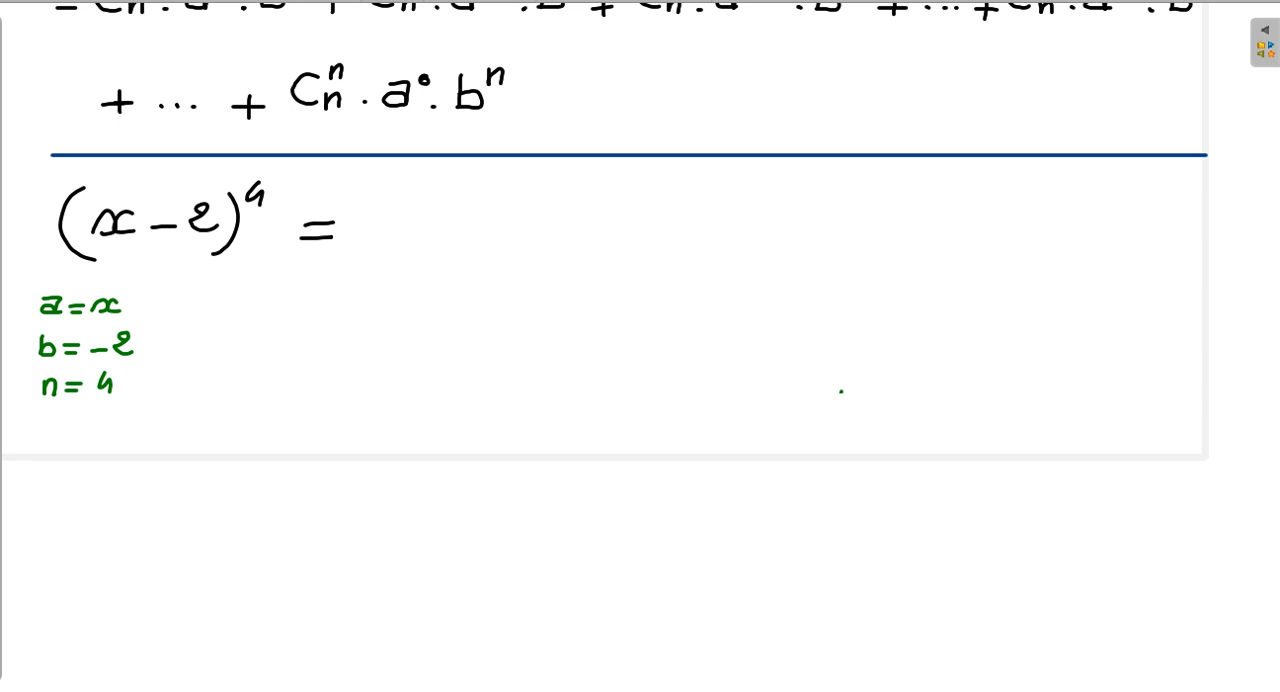 + ... + Cₙⁿ · a⁰ · bⁿ
(x – 2)⁴ =
a = x
b = –2
n = 4